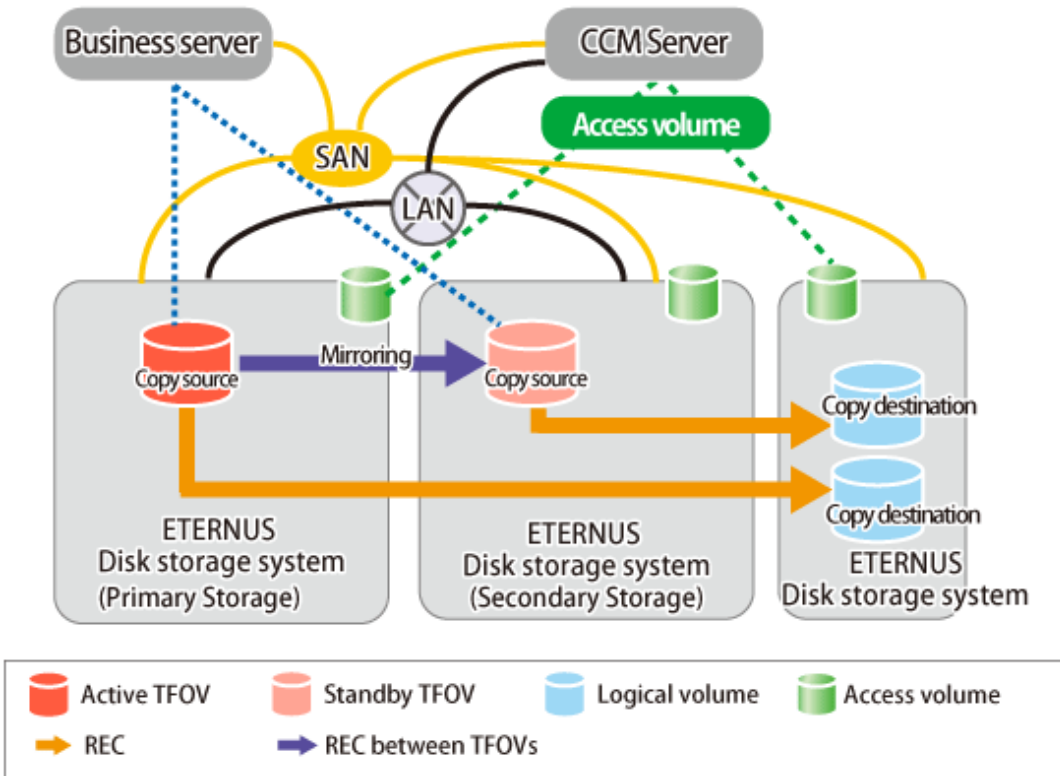 Business server
CCM Server
Access volume
SAN
LAN
Mirroring
Copy source
Copy source
Copy destination
Copy destination
ETERNUS
Disk storage system
(Primary Storage)
ETERNUS
Disk storage system
(Secondary Storage)
ETERNUS
Disk storage system
Active TFOV
Standby TFOV
Logical volume
Access volume
REC
REC between TFOVs